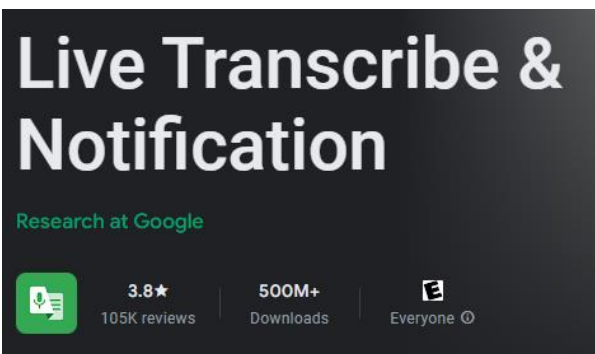 Live Transcribe &
Notification
Research at Google
3.8★ 500M+ E
105K reviews Downloads Everyone ⓘ